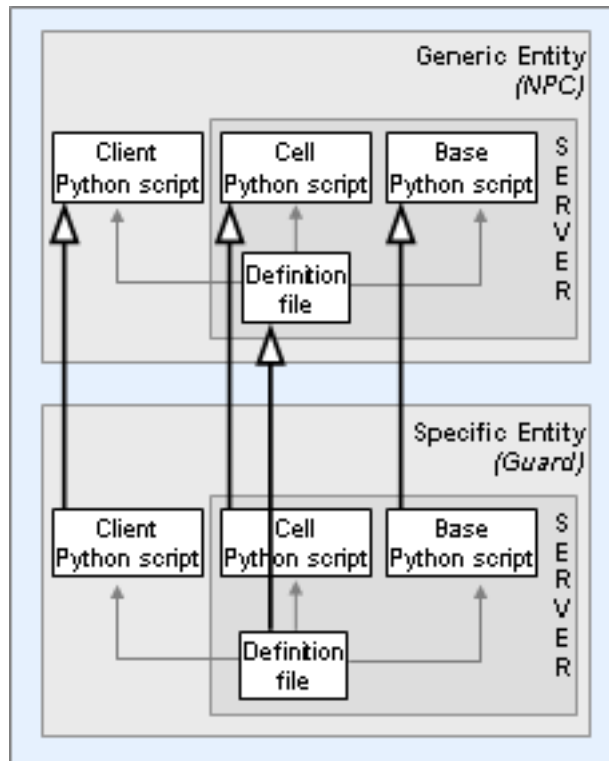 Generic Entity
(NPC)
Client
Python script
Cell
Python script
Base
Python script
S
E
R
V
E
R
Definition
file
Specific Entity
(Guard)
Client
Python script
Cell
Python script
Base
Python script
S
E
R
V
E
R
Definition
file